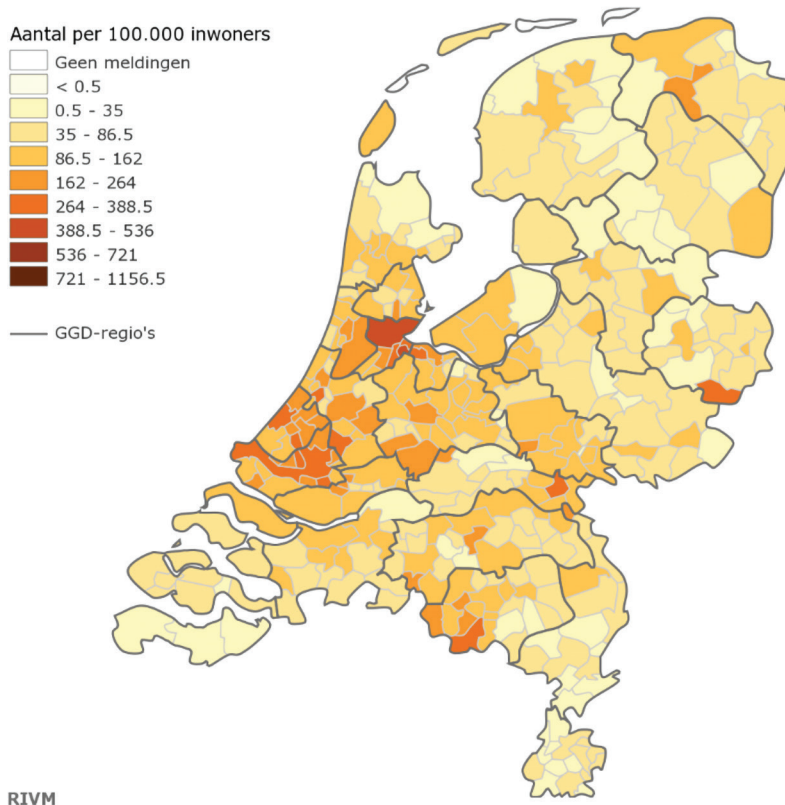 Aantal per 100.000 inwoners
Geen meldingen
< 0.5
0.5 - 35
35 - 86.5
86.5 - 162
162 - 264
264 - 388.5
388.5 - 536
536 - 721
721 - 1156.5
GGD-regio's
RIVM